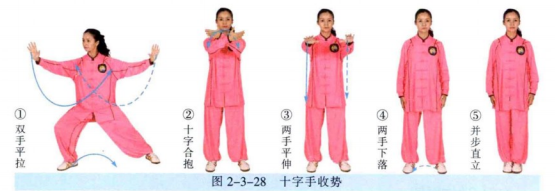 ① 双手平拉
② 十字合抱
③ 两手平伸
④ 两手下落
⑤ 并步直立
图 2-3-28 十字手收势